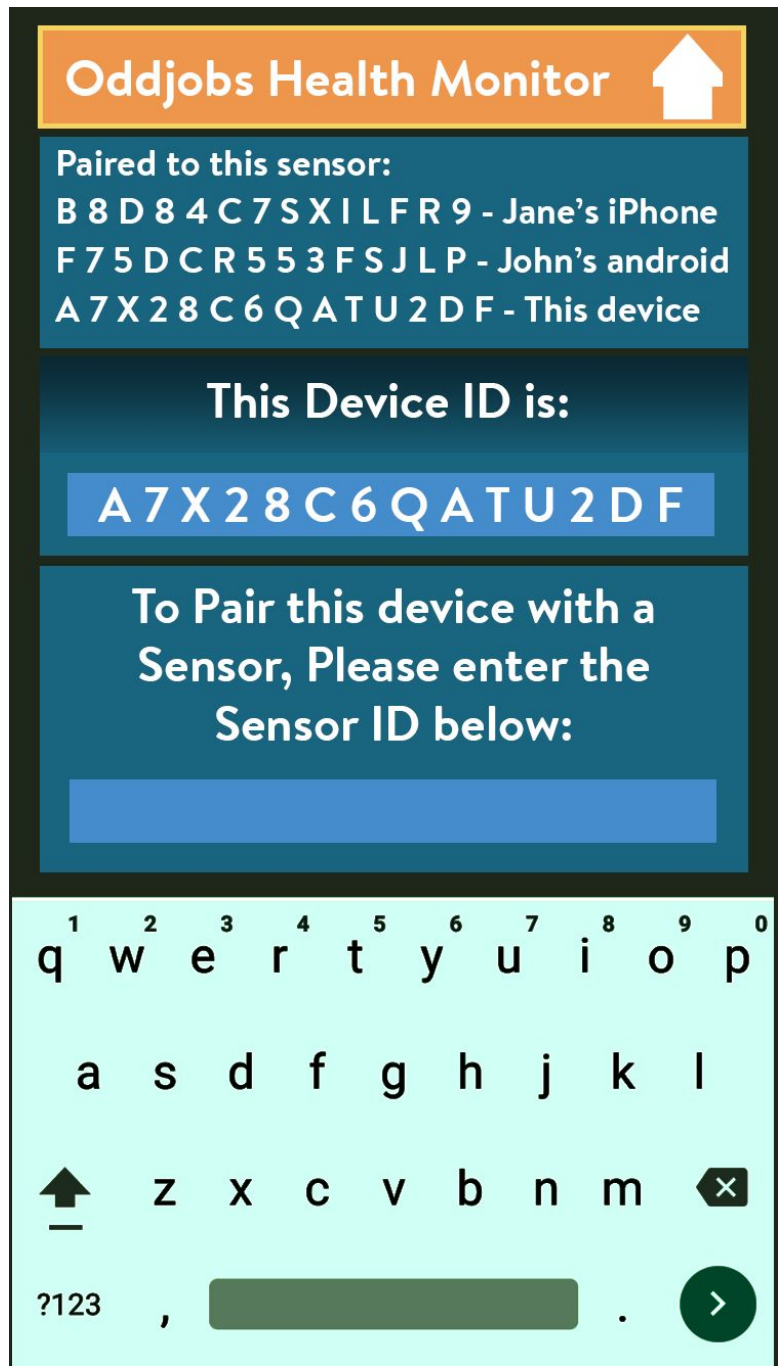 Oddjobs Health Monitor
Paired to this sensor:
B 8 D 8 4 C 7 S X I L F R 9 - Jane's iPhone
F 7 5 D C R 5 5 3 F S J L P - John's android
A 7 X 2 8 C 6 Q A T U 2 D F - This device
This Device ID is:
A 7 X 2 8 C 6 Q A T U 2 D F
To Pair this device with a
Sensor, Please enter the
Sensor ID below:
1 2 3 4 5 6 7 8 9 0
q w e r t y u i o p
a s d f g h j k l
z x c v b n m
?123 , .